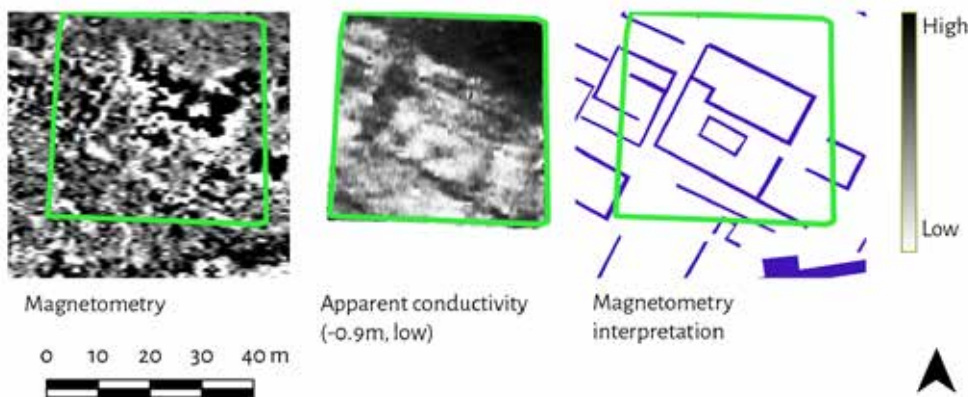 High
Low
Magnetometry
Apparent conductivity
(-0.9m, low)
Magnetometry
interpretation
0 10 20 30 40 m